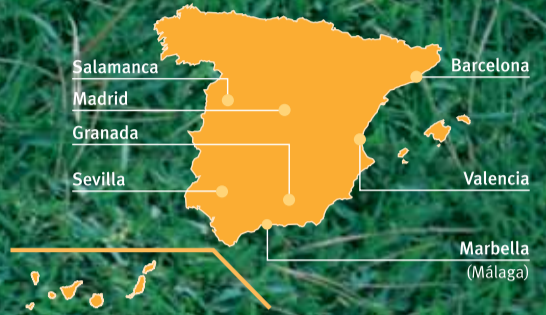 Salamanca
Madrid
Granada
Sevilla
Barcelona
Valencia
Marbella
(Málaga)